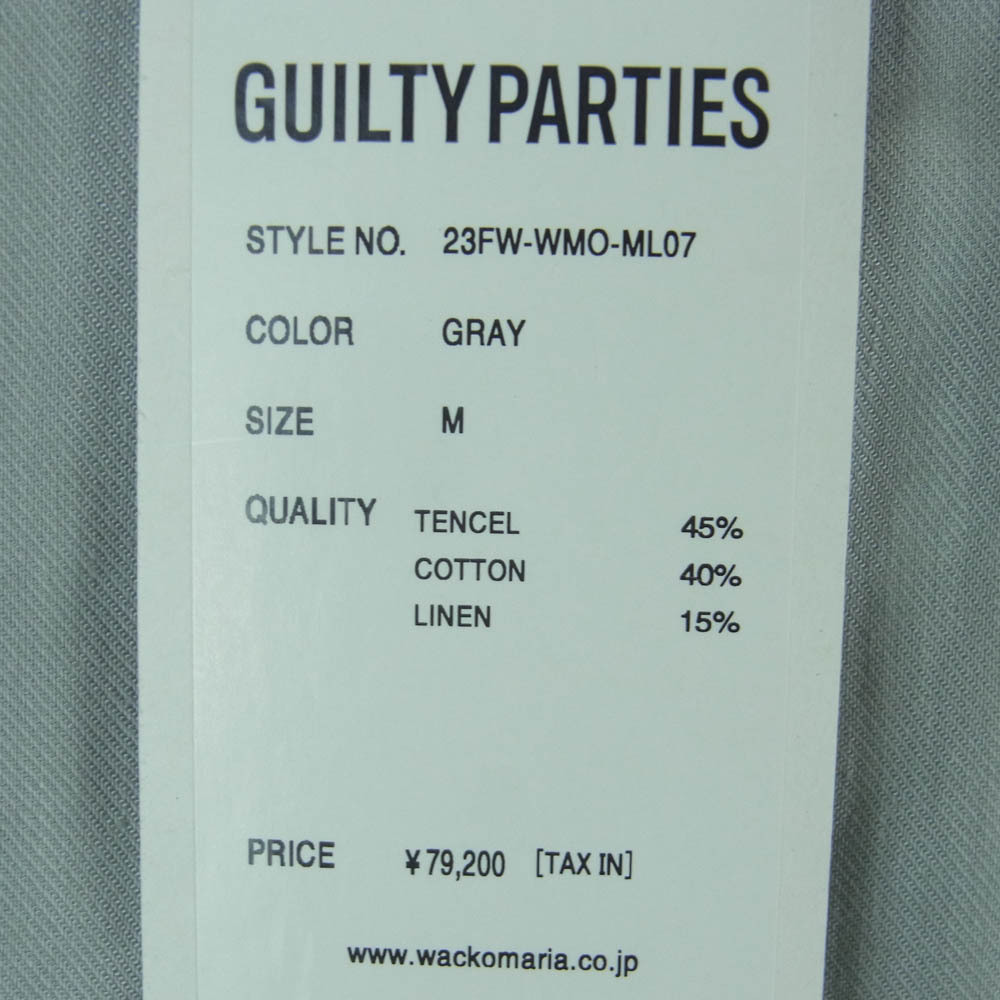 GUILTY PARTIES
STYLE NO. 23FW-WMO-ML07
COLOR GRAY
SIZE M
QUALITY TENCEL 45%
COTTON 40%
LINEN 15%
PRICE ¥79,200 [TAX IN]
www.wackomaria.co.jp